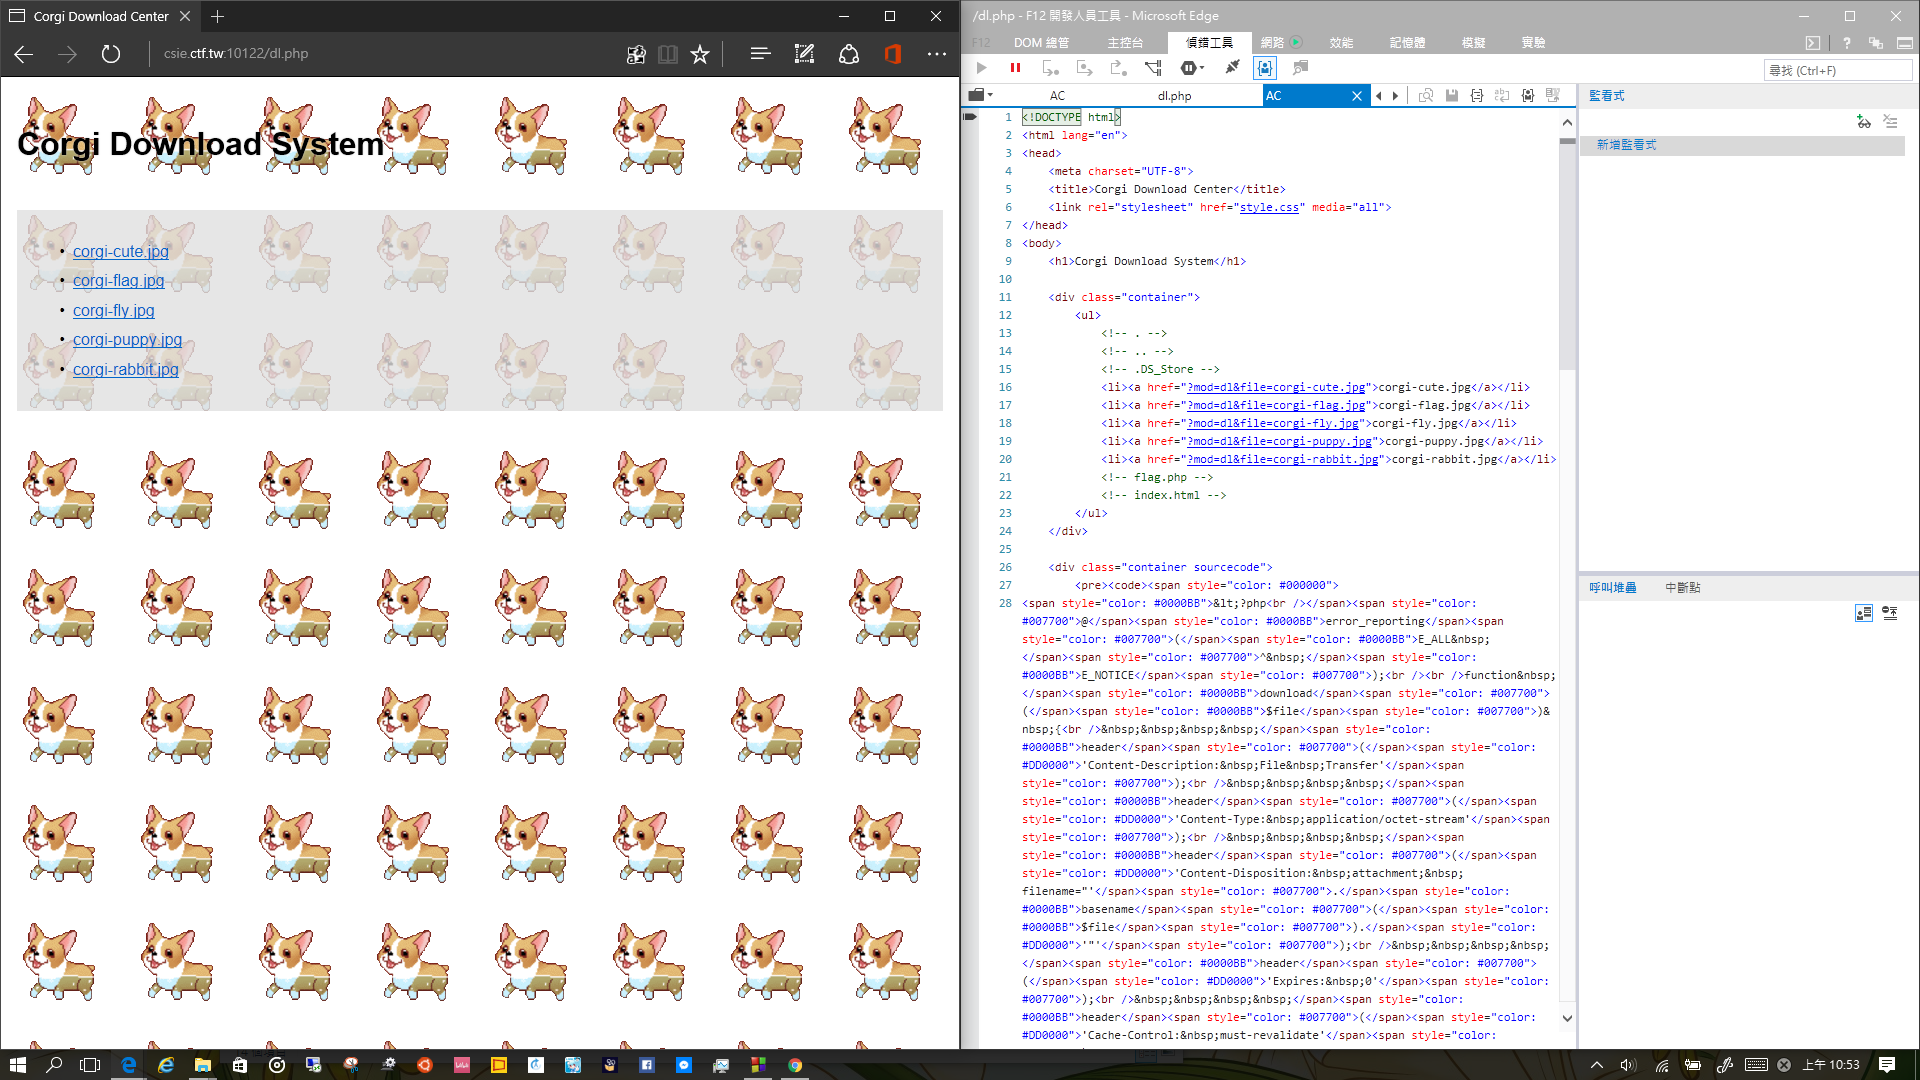 Corgi Download Center
csie.ctf.tw:10122/dl.php
Corgi Download System
corgi-cute.jpg
corgi-flag.jpg
corgi-fly.jpg
corgi-puppy.jpg
corgi-rabbit.jpg
/dl.php - F12 開發人員工具 - Microsoft Edge
F12 DOM 總管 主控台 偵錯工具 網路 效能 記憶體 模擬 實驗
尋找 (Ctrl+F)
AC dl.php AC
1 <!DOCTYPE html>
2 <html lang="en">
3 <head>
4 <meta charset="UTF-8">
5 <title>Corgi Download Center</title>
6 <link rel="stylesheet" href="style.css" media="all">
7 </head>
8 <body>
9 <h1>Corgi Download System</h1>
10
11 <div class="container">
12 <ul>
13 <!-- . -->
14 <!-- .. -->
15 <!-- .DS_Store -->
16 <li><a href="?mod=dl&file=corgi-cute.jpg">corgi-cute.jpg</a></li>
17 <li><a href="?mod=dl&file=corgi-flag.jpg">corgi-flag.jpg</a></li>
18 <li><a href="?mod=dl&file=corgi-fly.jpg">corgi-fly.jpg</a></li>
19 <li><a href="?mod=dl&file=corgi-puppy.jpg">corgi-puppy.jpg</a></li>
20 <li><a href="?mod=dl&file=corgi-rabbit.jpg">corgi-rabbit.jpg</a></li>
21 <!-- flag.php -->
22 <!-- index.html -->
23 </ul>
24 </div>
25
26 <div class="container sourcecode">
27 <pre><code><span style="color: #000000">
28 <span style="color: #0000BB">&lt;?php<br /></span><span style="color:
#007700">@</span><span style="color: #0000BB">error_reporting</span><span
style="color: #007700">(</span><span style="color: #0000BB">E_ALL&nbsp;
</span><span style="color: #007700">^&nbsp;</span><span style="color:
#0000BB">E_NOTICE</span><span style="color: #007700">);<br /><br />function&nbsp;
</span><span style="color: #0000BB">download</span><span style="color: #007700">
(</span><span style="color: #0000BB">$file</span><span style="color: #007700">)&
nbsp;{<br />&nbsp;&nbsp;&nbsp;&nbsp;</span><span style="color:
#0000BB">header</span><span style="color: #007700">(</span><span style="color:
#DD0000">'Content-Description:&nbsp;File&nbsp;Transfer'</span><span
style="color: #007700">);<br />&nbsp;&nbsp;&nbsp;&nbsp;</span><span
style="color: #0000BB">header</span><span style="color: #007700">(</span><span
style="color: #DD0000">'Content-Type:&nbsp;application/octet-stream'</span><span
style="color: #007700">);<br />&nbsp;&nbsp;&nbsp;&nbsp;</span><span
style="color: #0000BB">header</span><span style="color: #007700">(</span><span
style="color: #DD0000">'Content-Disposition:&nbsp;attachment;&nbsp;
filename="'</span><span style="color: #007700">.</span><span style="color:
#0000BB">basename</span><span style="color: #007700">(</span><span style="color:
#0000BB">$file</span><span style="color: #007700">).</span><span style="color:
#DD0000">'"'</span><span style="color: #007700">);<br />&nbsp;&nbsp;&nbsp;&nbsp;
</span><span style="color: #0000BB">header</span><span style="color: #007700">
(</span><span style="color: #DD0000">'Expires:&nbsp;0'</span><span style="color:
#007700">);<br />&nbsp;&nbsp;&nbsp;&nbsp;</span><span style="color:
#0000BB">header</span><span style="color: #007700">(</span><span style="color:
#DD0000">'Cache-Control:&nbsp;must-revalidate'</span><span style="color:
監看式
新增監看式
呼叫堆疊 中斷點
上午 10:53